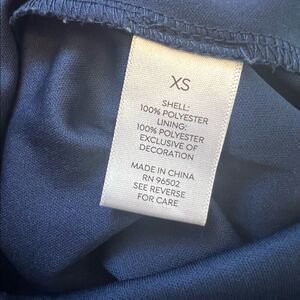 XS
SHELL:
100% POLYESTER
LINING:
100% POLYESTER
EXCLUSIVE OF
DECORATION
MADE IN CHINA
RN 96502
SEE REVERSE
FOR CARE